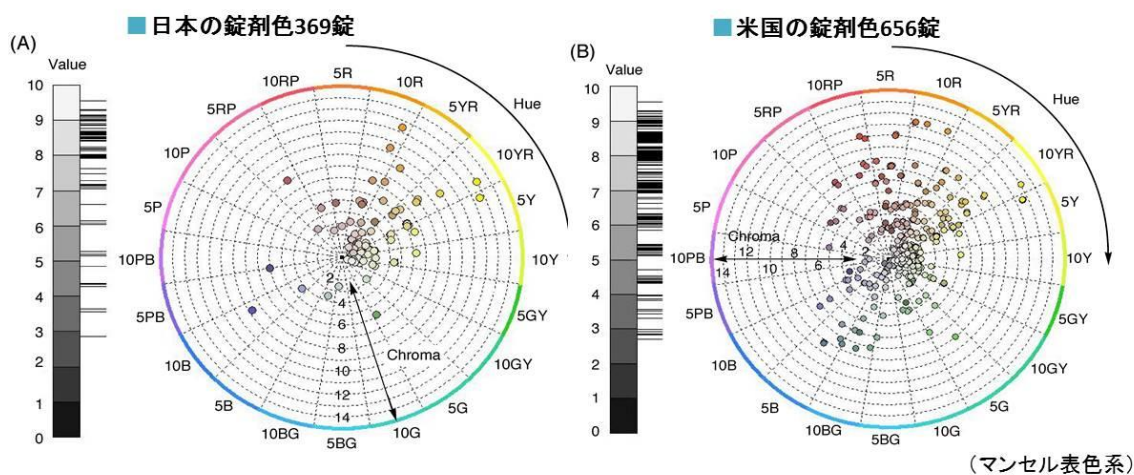 ■日本の錠剤色369錠
(A)
Value
10
9
8
7
6
5
4
3
2
1
0
5R
10R
5YR
10YR
5Y
10Y
5GY
10GY
5G
10G
5BG
10BG
5B
10B
5PB
10PB
5P
10P
5RP
10RP
Hue
2
4
6
8
10
12
14
Chroma
■米国の錠剤色656錠
(B)
Value
10
9
8
7
6
5
4
3
2
1
0
5R
10R
5YR
10YR
5Y
10Y
5GY
10GY
5G
10G
5BG
10BG
5B
10B
5PB
10PB
5P
10P
5RP
10RP
Hue
Chroma
14
12
10
8
6
4
2
(マンセル表色系)